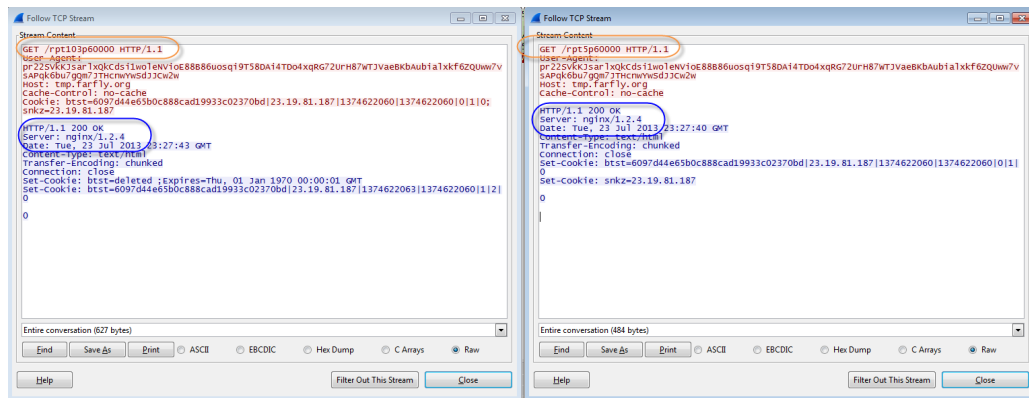 Follow TCP Stream
Stream Content
GET /rpt103p60000 HTTP/1.1
User-Agent:
Host: tmp.farfly.org
Cache-Control: no-cache
Cookie: btst=6097d44e65b0c888cad19933c02370bd|23.19.81.187|1374622060|1374622060|0|1|0;
snkz=23.19.81.187
HTTP/1.1 200 OK
Server: nginx/1.2.4
Date: Tue, 23 Jul 2013 23:27:43 GMT
Content-Type: text/html
Transfer-Encoding: chunked
Connection: close
Set-Cookie: btst=deleted ;Expires=Thu, 01 Jan 1970 00:00:01 GMT
Set-Cookie: btst=6097d44e65b0c888cad19933c02370bd|23.19.81.187|1374622063|1374622060|1|2|
0
0
Entire conversation (627 bytes)
Find Save As Print ASCII EBCDIC Hex Dump C Arrays Raw
Help Filter Out This Stream Close
Follow TCP Stream
Stream Content
GET /rpt5p60000 HTTP/1.1
User-Agent:
Host: tmp.farfly.org
Cache-Control: no-cache
HTTP/1.1 200 OK
Server: nginx/1.2.4
Date: Tue, 23 Jul 2013 23:27:40 GMT
Content-Type: text/html
Transfer-Encoding: chunked
Connection: close
Set-Cookie: btst=6097d44e65b0c888cad19933c02370bd|23.19.81.187|1374622060|1374622060|0|1|
0
Set-Cookie: snkz=23.19.81.187
0
Entire conversation (484 bytes)
Find Save As Print ASCII EBCDIC Hex Dump C Arrays Raw
Help Filter Out This Stream Close